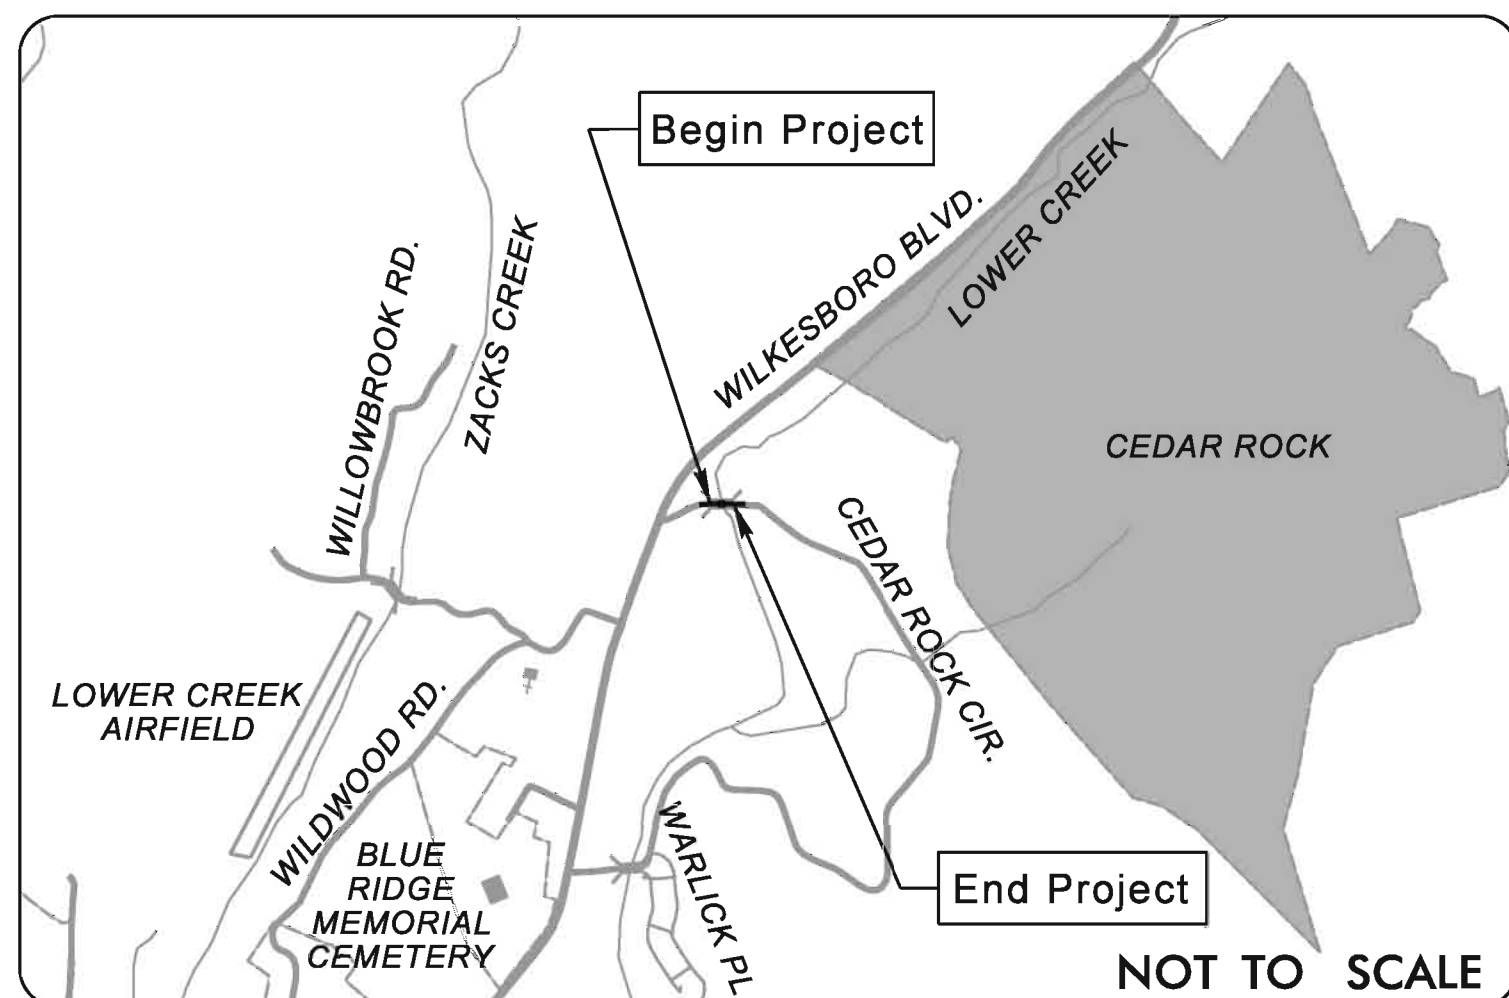 Begin Project
WILKESBORO BLVD.
LOWER CREEK
WILLOWBROOK RD.
ZACKS CREEK
CEDAR ROCK
CEDAR ROCK CIR.
LOWER CREEK
AIRFIELD
WILDWOOD RD.
BLUE
RIDGE
MEMORIAL
CEMETERY
WARLICK PL
End Project
NOT TO SCALE